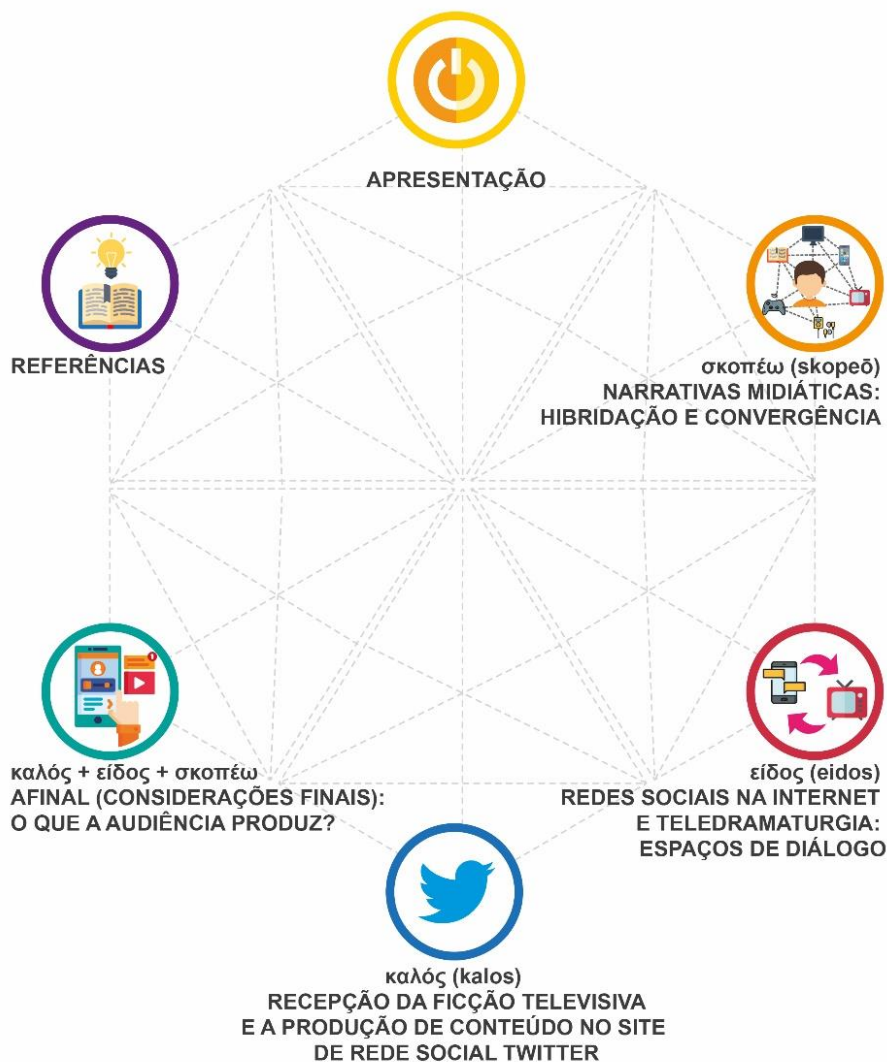 APRESENTAÇÃO
σκοπέω (skopeō)
NARRATIVAS MIDIÁTICAS:
HIBRIDAÇÃO E CONVERGÊNCIA
είδος (eidos)
REDES SOCIAIS NA INTERNET
E TELEDRAMATURGIA:
ESPAÇOS DE DIÁLOGO
καλός (kalos)
RECEPÇÃO DA FICÇÃO TELEVISIVA
E A PRODUÇÃO DE CONTEÚDO NO SITE
DE REDE SOCIAL TWITTER
καλός + είδος + σκοπέω
AFINAL (CONSIDERAÇÕES FINAIS):
O QUE A AUDIÊNCIA PRODUZ?
REFERÊNCIAS